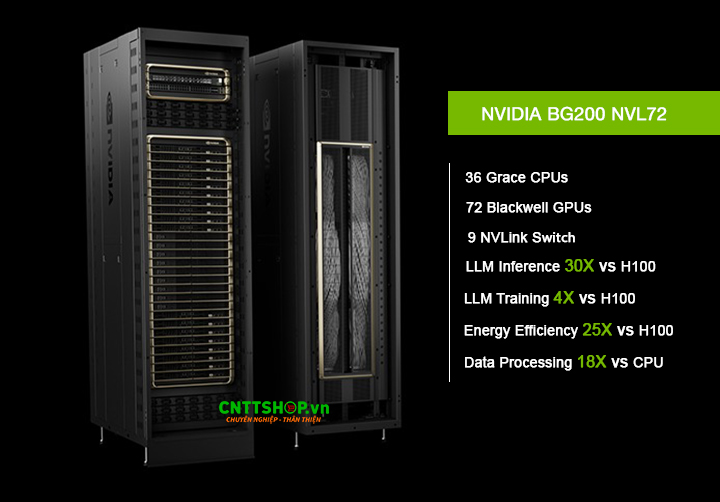 NVIDIA BG200 NVL72
36 Grace CPUs
72 Blackwell GPUs
9 NVLink Switch
LLM Inference 30X vs H100
LLM Training 4X vs H100
Energy Efficiency 25X vs H100
Data Processing 18X vs CPU
NVIDIA
CNTTSHOP.vn
CHUYÊN NGHIỆP - THÂN THIỆN